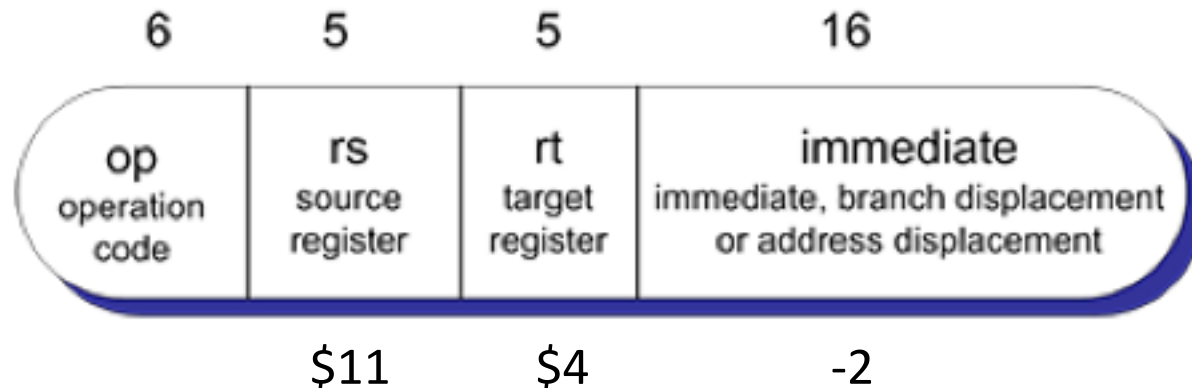 6 5 5 16
op rs rt immediate
operation source target immediate, branch displacement
code register register or address displacement
$11 $4 -2